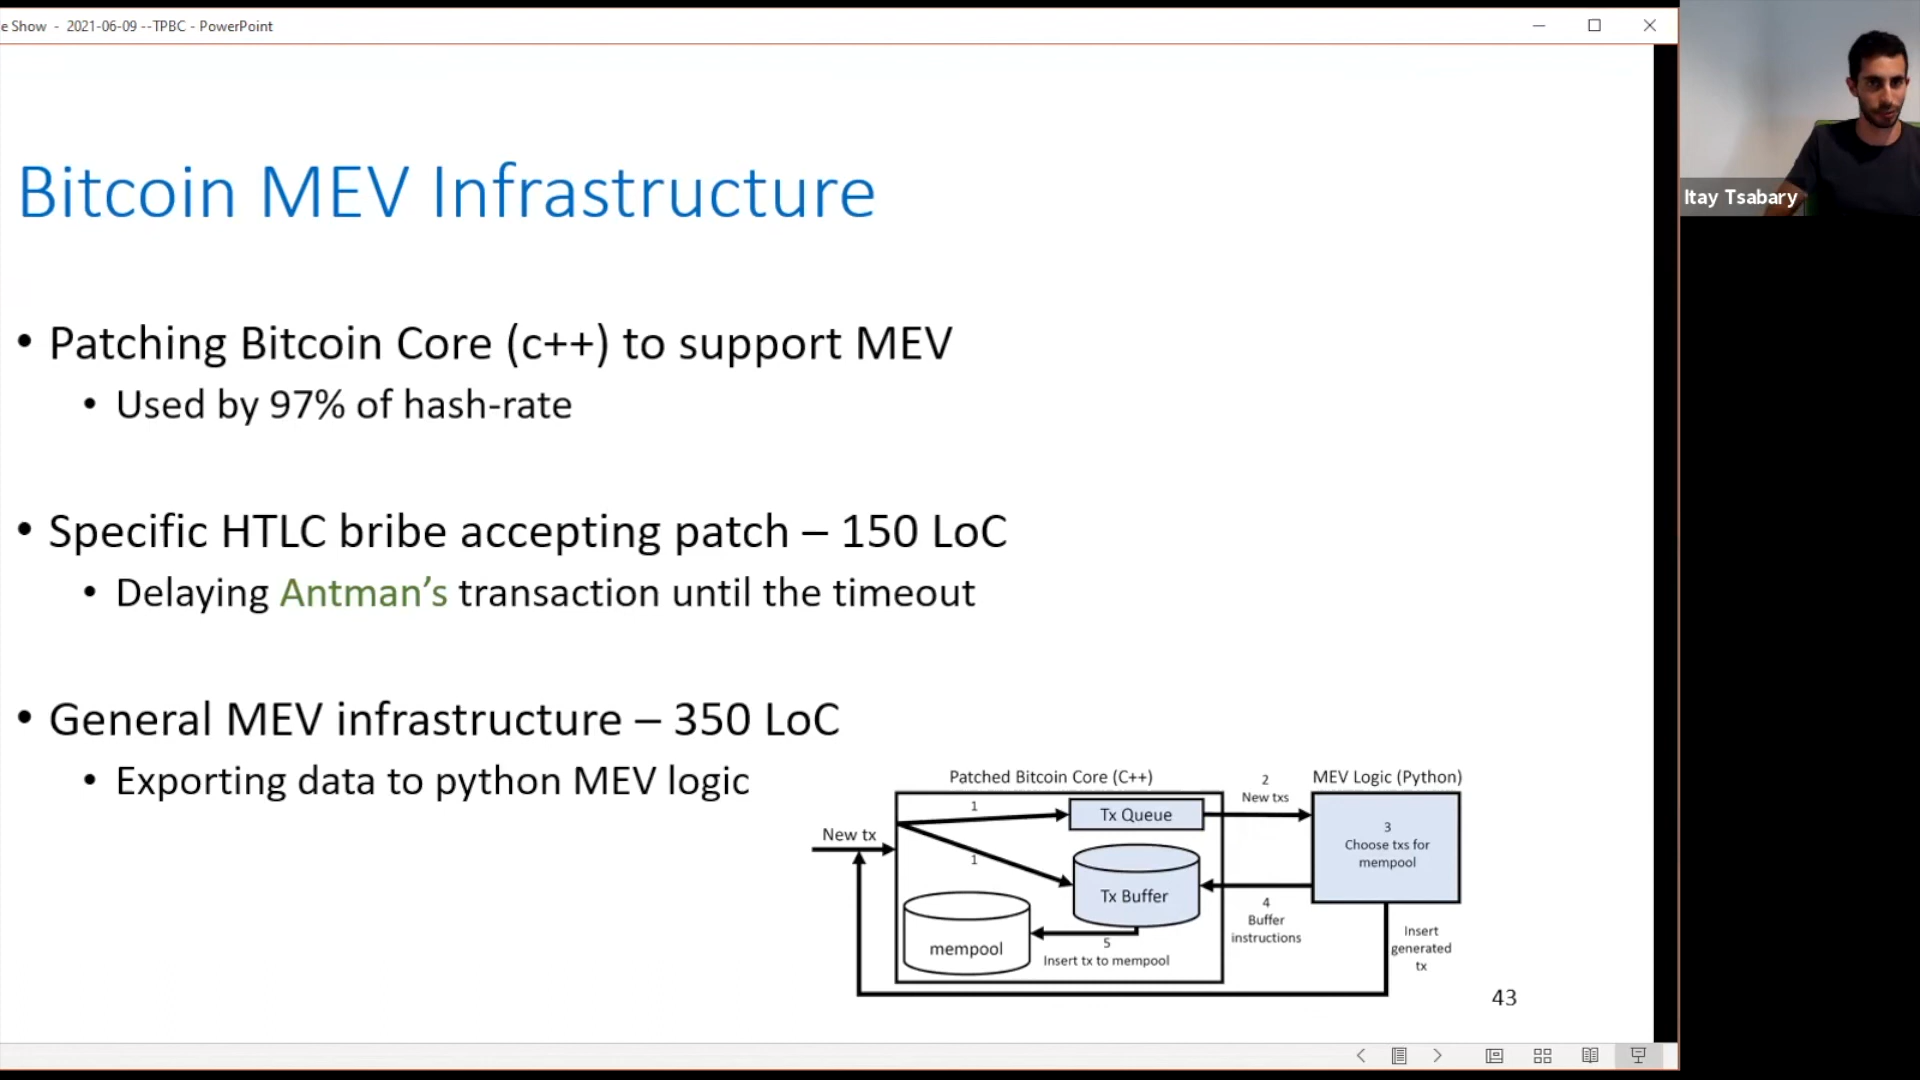 e Show - 2021-06-09 --TPBC - PowerPoint
Itay Tsabary
Bitcoin MEV Infrastructure
• Patching Bitcoin Core (c++) to support MEV
• Used by 97% of hash-rate
• Specific HTLC bribe accepting patch – 150 LoC
• Delaying Antman’s transaction until the timeout
• General MEV infrastructure – 350 LoC
• Exporting data to python MEV logic
Patched Bitcoin Core (C++)
2
New txs
MEV Logic (Python)
New tx
1
1
Tx Queue
Tx Buffer
mempool
5
Insert tx to mempool
3
Choose txs for
mempool
4
Buffer
instructions
Insert
generated
tx
43